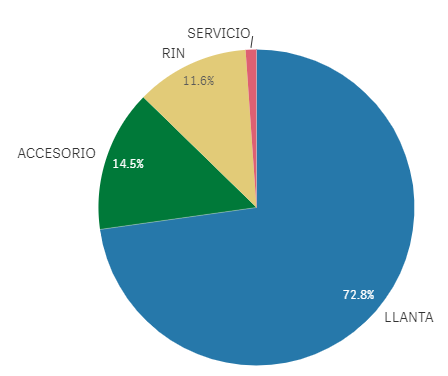 SERVICIO
RIN
11.6%
ACCESORIO
14.5%
72.8%
LLANTA